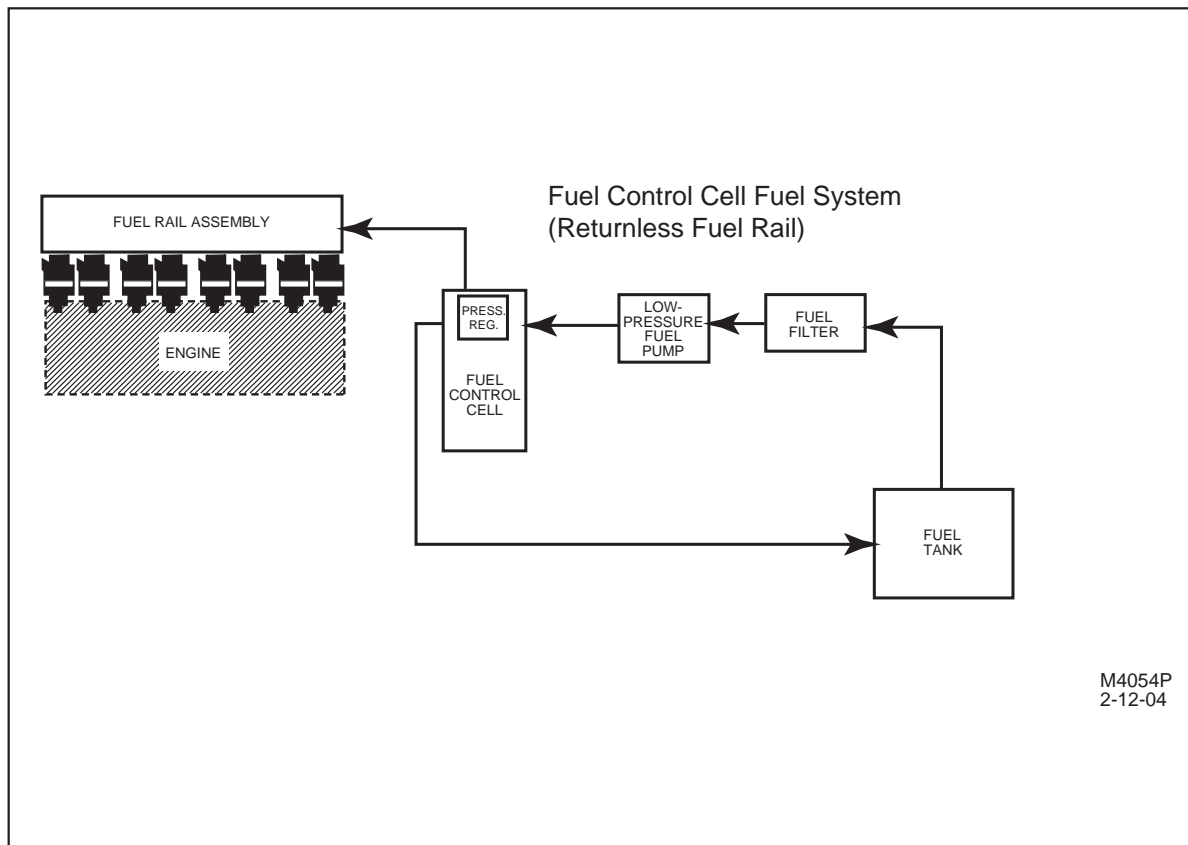 Fuel Control Cell Fuel System
(Returnless Fuel Rail)
FUEL RAIL ASSEMBLY
ENGINE
PRESS.
REG.
FUEL
CONTROL
CELL
LOW-
PRESSURE
FUEL
PUMP
FUEL
FILTER
FUEL
TANK
M4054P
2-12-04